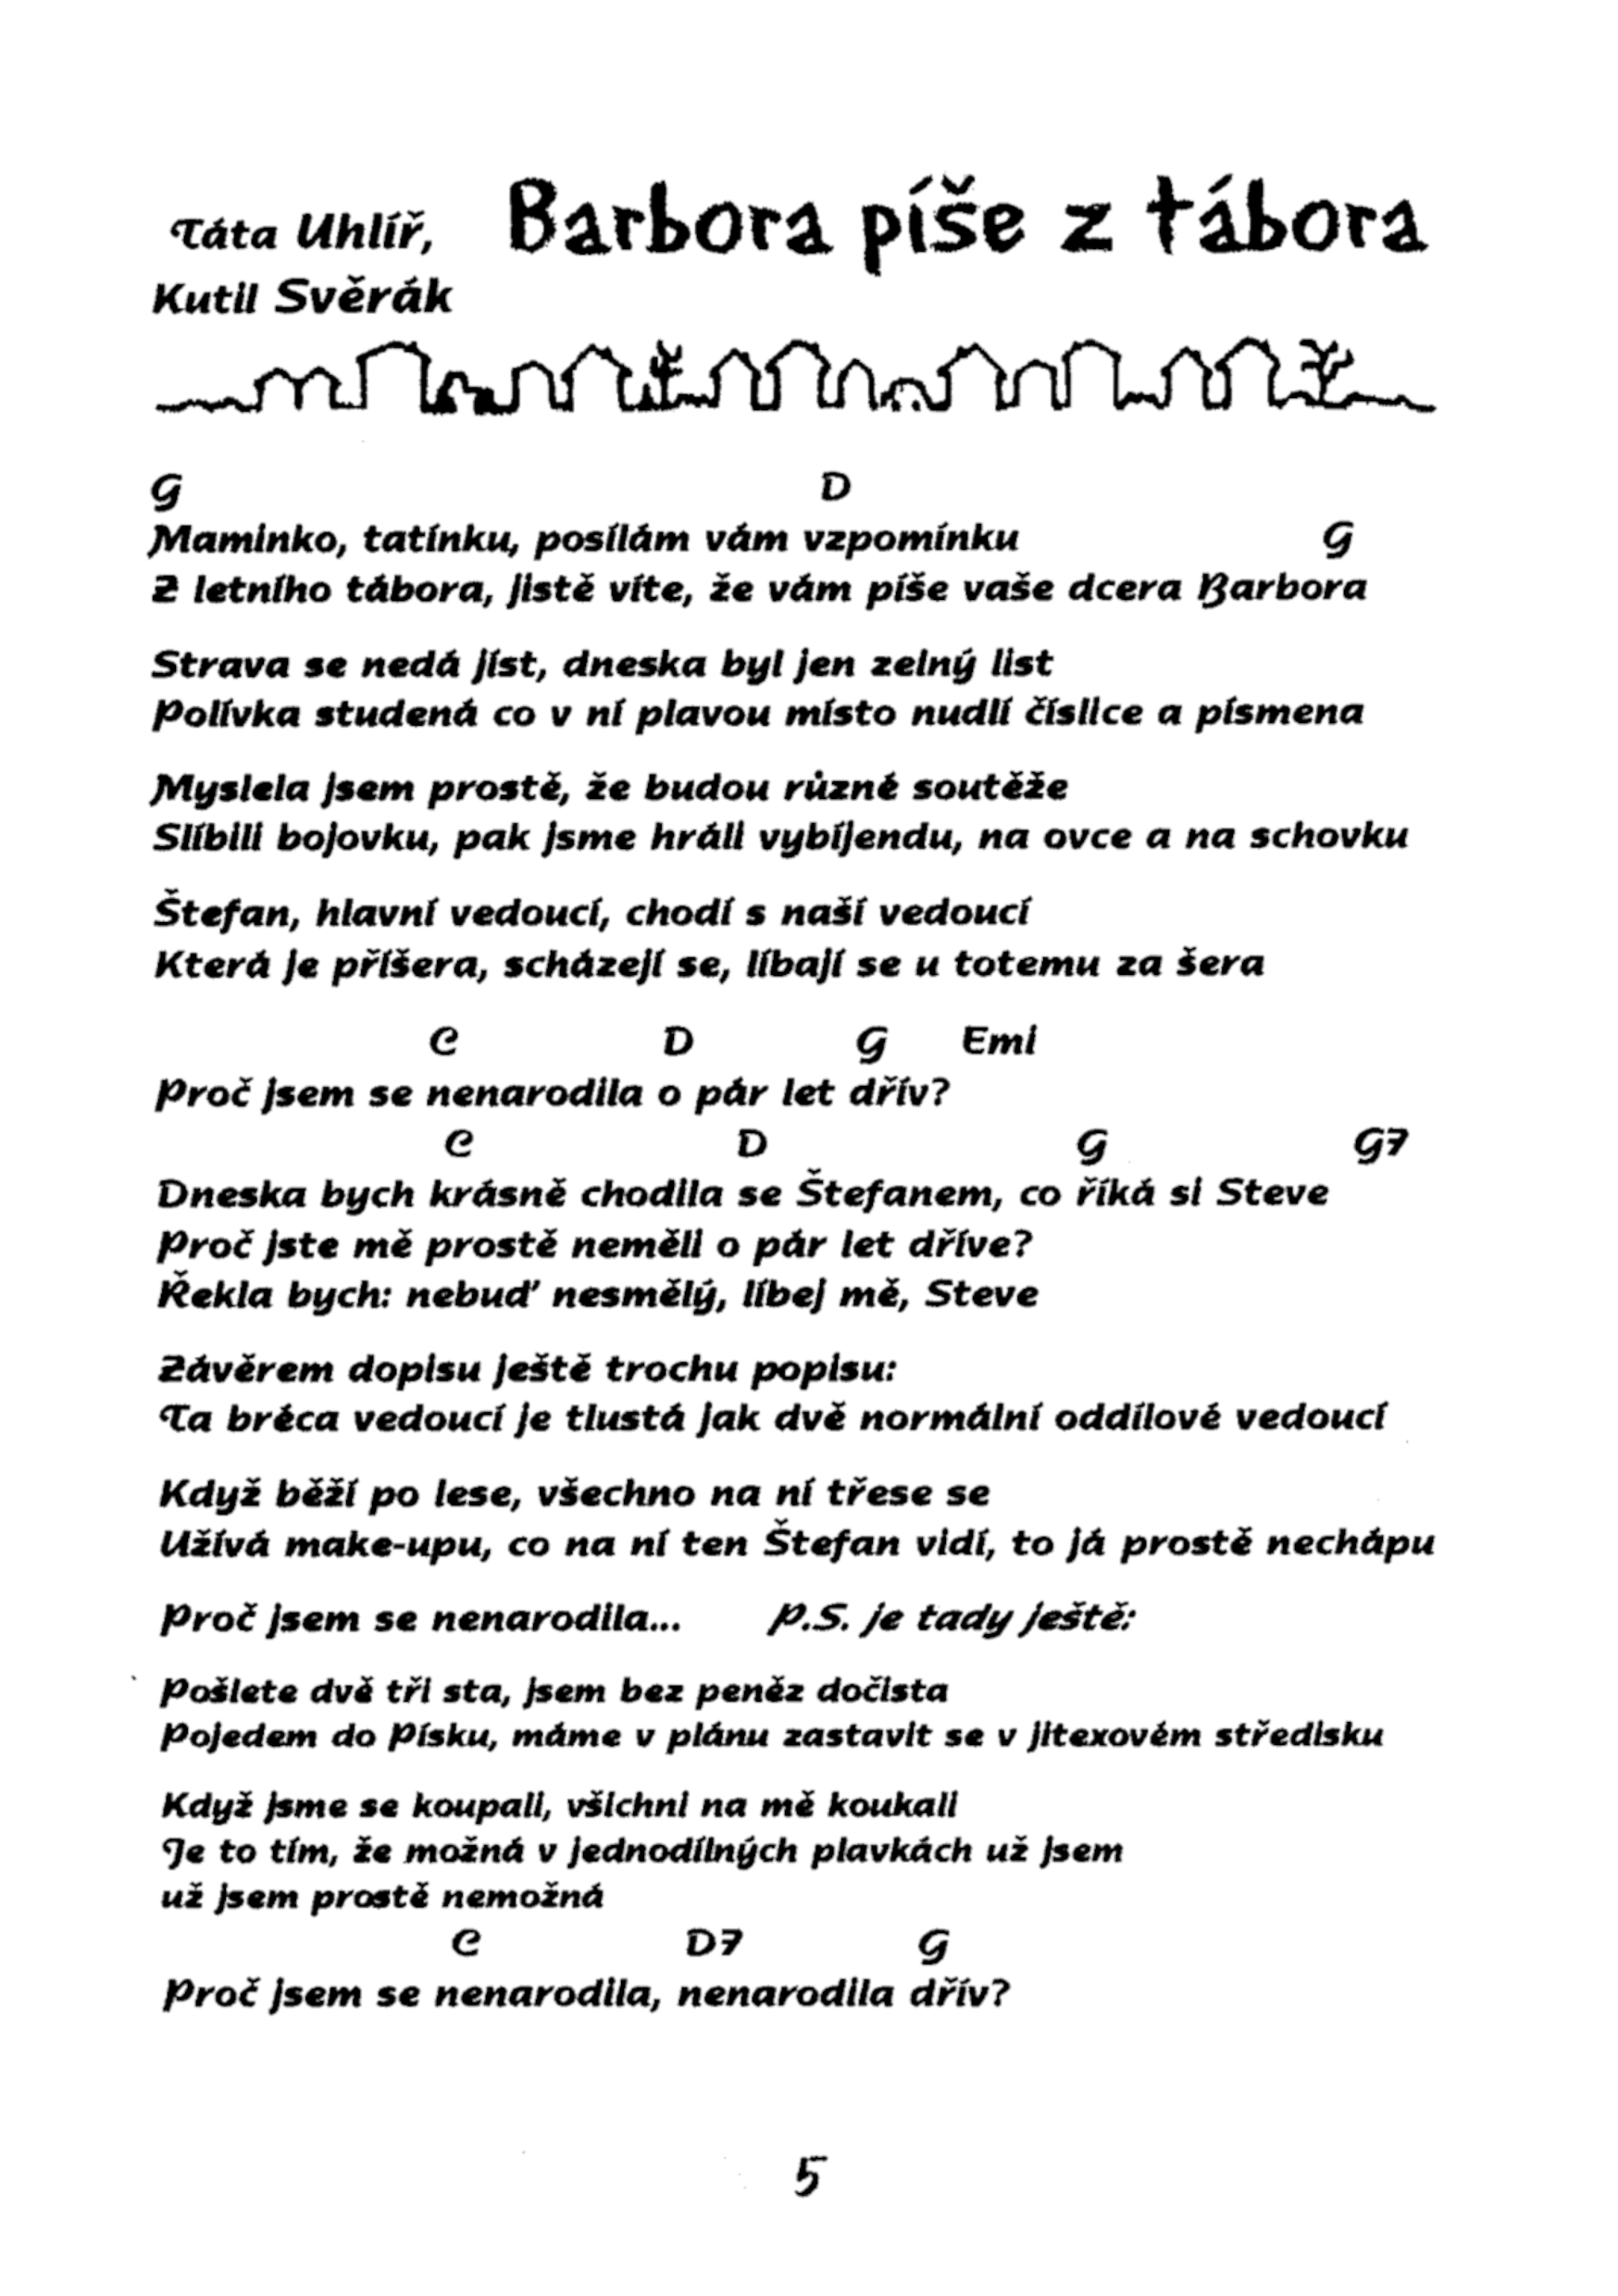 Táta Uhlíř,
Barbora píše z tábora
Kutil Svěrák
G D
Maminko, tatínku, posílám vám vzpomínku G
Z letního tábora, jistě víte, že vám píše vaše dcera Barbora
Strava se nedá jíst, dneska byl jen zelný list
Polívka studená co v ní plavou místo nudlí číslice a písmena
Myslela jsem prostě, že budou různé soutěže
Slíbili bojovku, pak jsme hráli vybíjendu, na ovce a na schovku
Štefan, hlavní vedoucí, chodí s naší vedoucí
Která je příšera, scházejí se, líbají se u totemu za šera
C D G Emi
Proč jsem se nenarodila o pár let dřív?
C D G G7
Dneska bych krásně chodila se Štefanem, co říká si Steve
Proč jste mě prostě neměli o pár let dříve?
Řekla bych: nebuď nesmělý, líbej mě, Steve
Závěrem dopisu ještě trochu popisu:
Ta bréca vedoucí je tlustá jak dvě normální oddílové vedoucí
Když běží po lese, všechno na ní třese se
Užívá make-upu, co na ní ten Štefan vidí, to já prostě nechápu
Proč jsem se nenarodila... P.S. je tady ještě:
Pošlete dvě tři sta, jsem bez peněz dočista
Pojedem do Písku, máme v plánu zastavit se v jitexovém středisku
Když jsme se koupali, všichni na mě koukali
Je to tím, že možná v jednodílných plavkách už jsem
už jsem prostě nemožná
C D7 G
Proč jsem se nenarodila, nenarodila dřív?
5